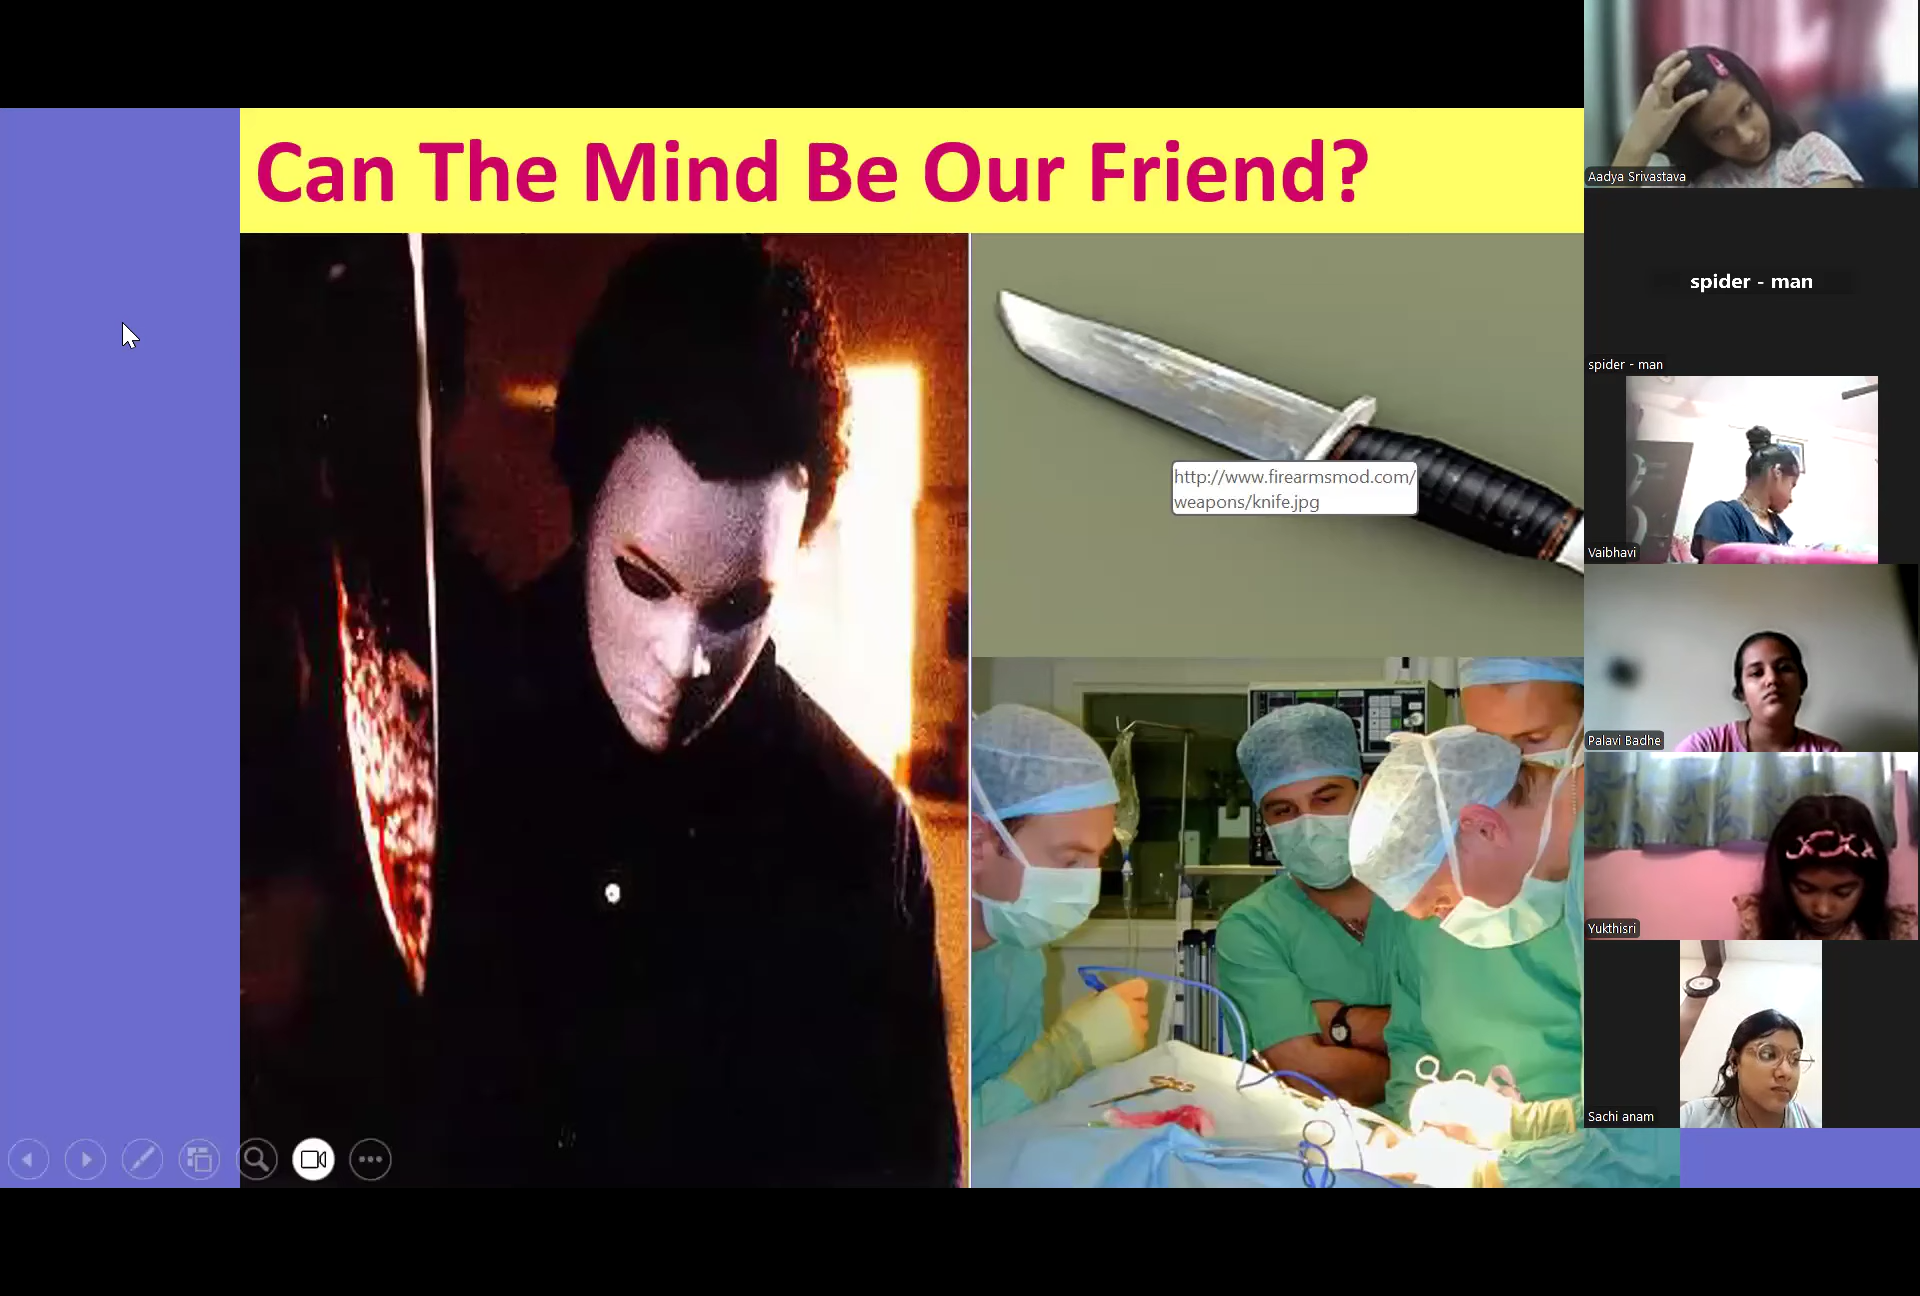 Can The Mind Be Our Friend?
http://www.firearmsmod.com/
weapons/knife.jpg
Aadya Srivastava
spider - man
spider - man
Vaibhavi
Palavi Badhe
Yukthisri
Sachi anam